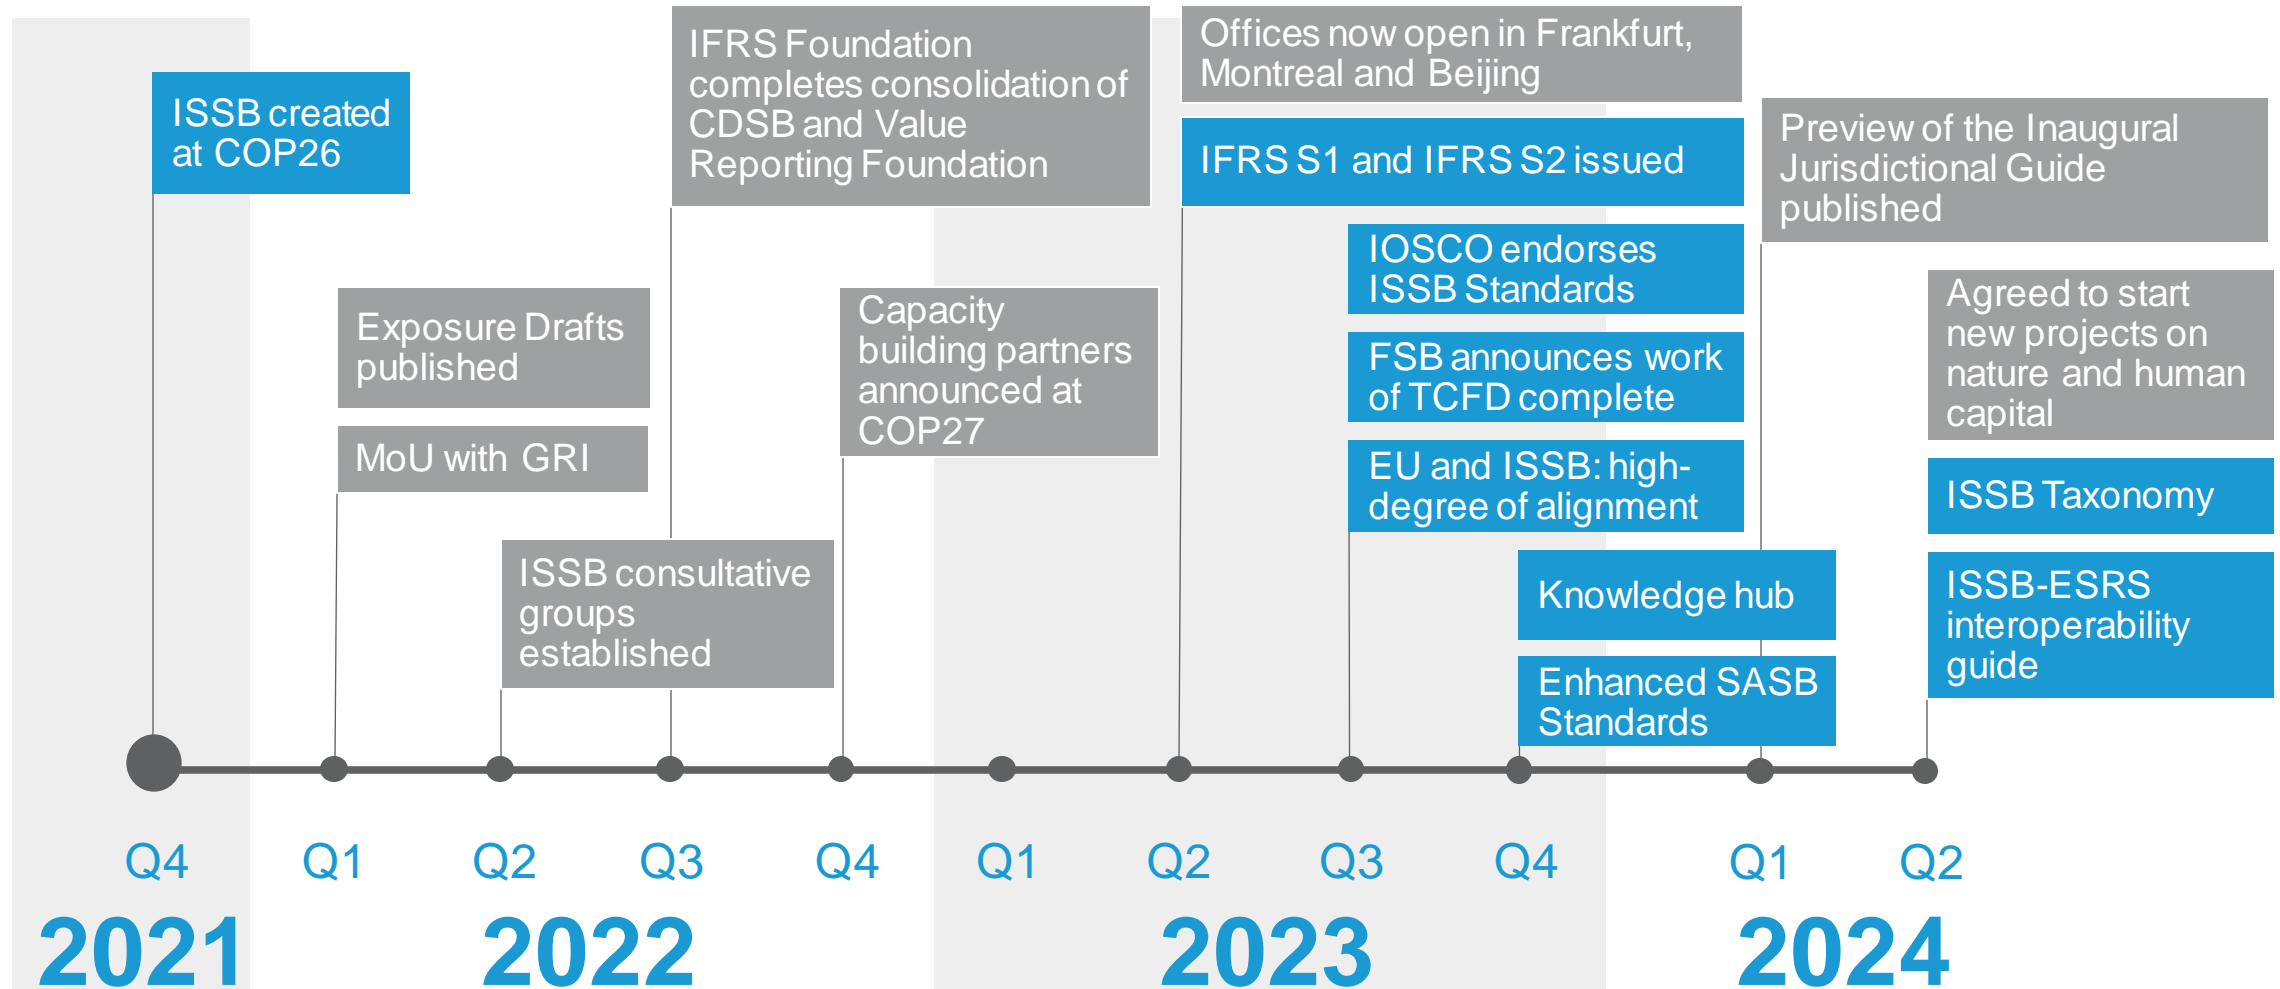 ISSB created
at COP26
Exposure Drafts
published
MoU with GRI
ISSB consultative
groups
established
IFRS Foundation
completes consolidation of
CDSB and Value
Reporting Foundation
Capacity
building partners
announced at
COP27
Offices now open in Frankfurt,
Montreal and Beijing
IFRS S1 and IFRS S2 issued
IOSCO endorses
ISSB Standards
FSB announces work
of TCFD complete
EU and ISSB: high-
degree of alignment
Knowledge hub
Enhanced SASB
Standards
Preview of the Inaugural
Jurisdictional Guide
published
Agreed to start
new projects on
nature and human
capital
ISSB Taxonomy
ISSB-ESRS
interoperability
guide
Q4 Q1 Q2 Q3 Q4 Q1 Q2 Q3 Q4 Q1 Q2
2021 2022 2023 2024